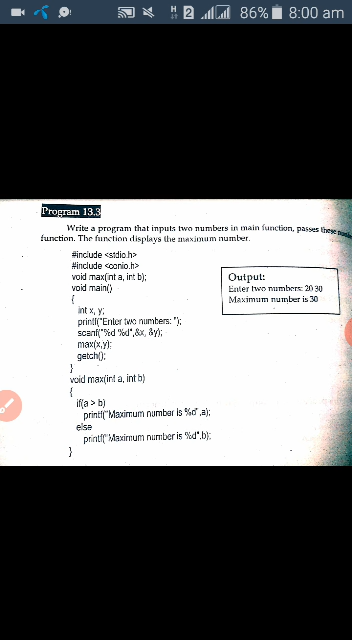 H 2 86% 8:00 am
Program 13.3
Write a program that inputs two numbers in main function, passes these
function. The function displays the maximum number.
#include <stdio.h>
#include <conio.h>
void max(int a, int b);
void main()
{
int x, y;
printf("Enter two numbers: ");
scanf("%d %d",&x, &y);
max(x,y);
getch();
}
void max(int a, int b)
{
if(a > b)
printf("Maximum number is %d",a);
else
printf("Maximum number is %d",b);
}
Output:
Enter two numbers: 20 30
Maximum number is 30